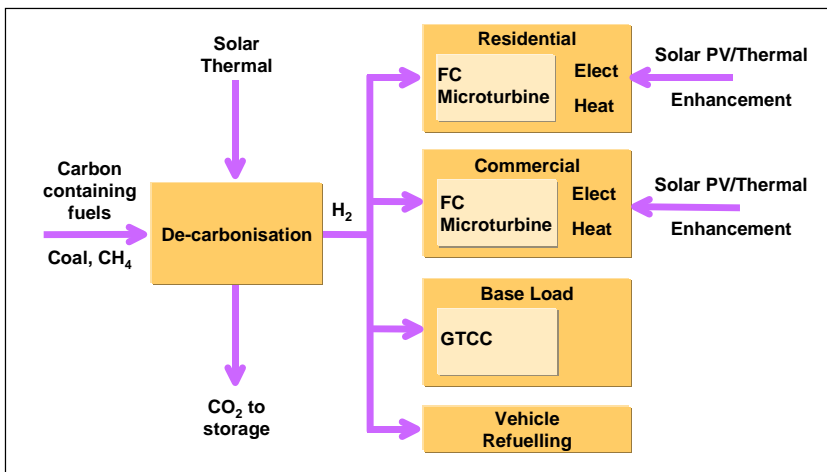 Solar
Thermal
Carbon
containing
fuels
Coal, CH₄
De-carbonisation
CO₂ to
storage
H₂
Residential
FC
Microturbine
Elect
Heat
Solar PV/Thermal
Enhancement
Commercial
FC
Microturbine
Elect
Heat
Solar PV/Thermal
Enhancement
Base Load
GTCC
Vehicle
Refuelling